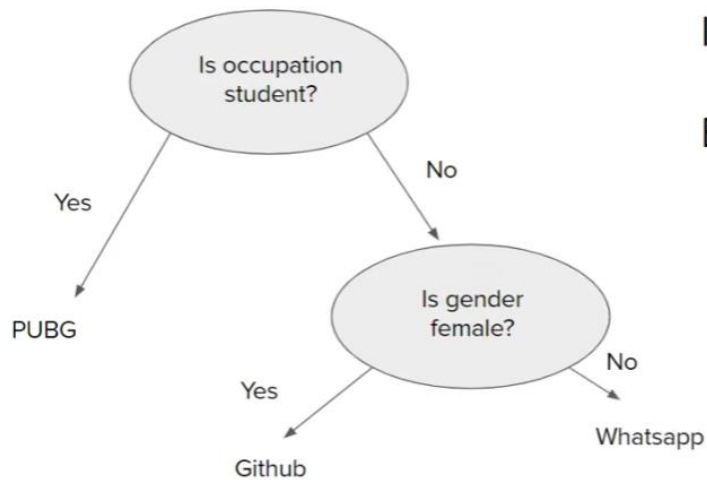 Is occupation
student?
Yes
No
PUBG
Is gender
female?
Yes
No
Github
Whatsapp